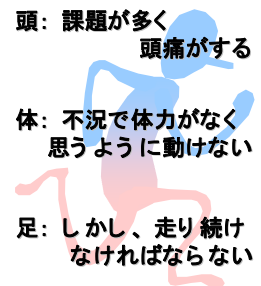 頭： 課題が多く
頭痛がする
体： 不況で体力がなく
思うように動けない
足： しかし、走り続け
なければならない